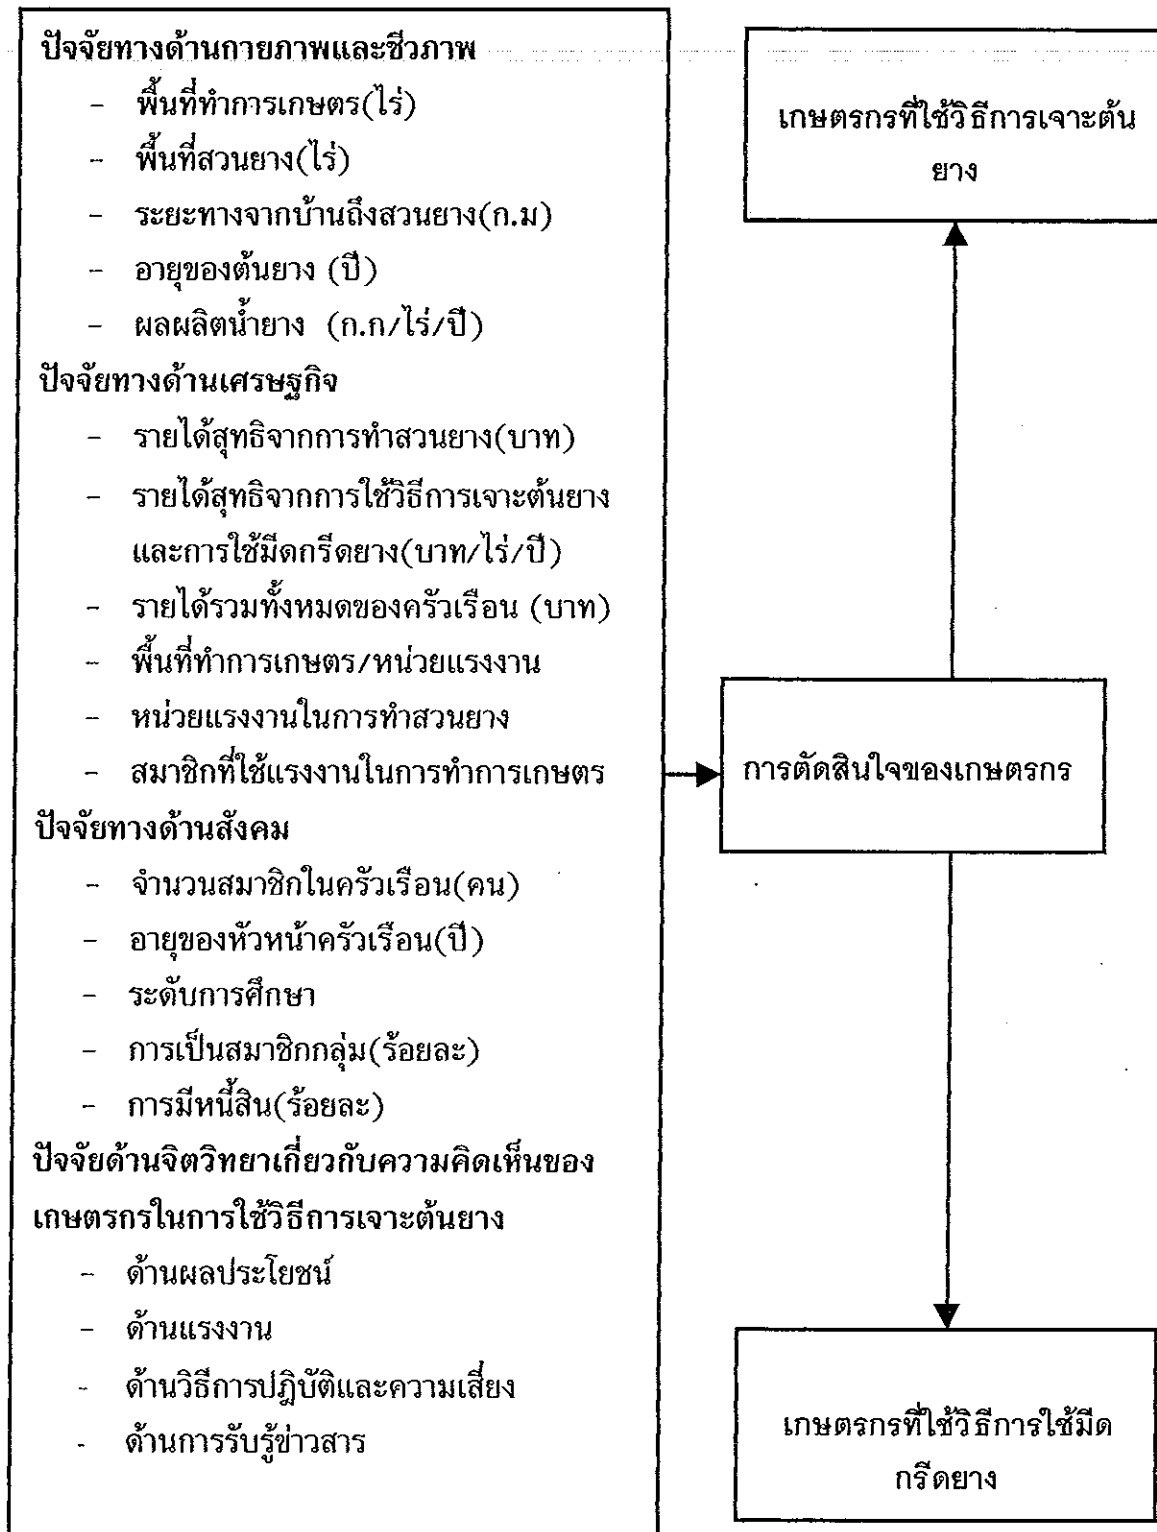 ปัจจัยทางด้านกายภาพและชีวภาพ
- พื้นที่ทำการเกษตร(ไร่)
- พื้นที่สวนยาง(ไร่)
- ระยะทางจากบ้านถึงสวนยาง(ก.ม)
- อายุของต้นยาง (ปี)
- ผลผลิตน้ำยาง (ก.ก/ไร่/ปี)
ปัจจัยทางด้านเศรษฐกิจ
- รายได้สุทธิจากการทำสวนยาง(บาท)
- รายได้สุทธิจากการใช้วิธีการเจาะต้นยาง
และการใช้มีดกรีดยาง(บาท/ไร่/ปี)
- รายได้รวมทั้งหมดของครัวเรือน (บาท)
- พื้นที่ทำการเกษตร/หน่วยแรงงาน
- หน่วยแรงงานในการทำสวนยาง
- สมาชิกที่ใช้แรงงานในการทำการเกษตร
ปัจจัยทางด้านสังคม
- จำนวนสมาชิกในครัวเรือน(คน)
- อายุของหัวหน้าครัวเรือน(ปี)
- ระดับการศึกษา
- การเป็นสมาชิกกลุ่ม(ร้อยละ)
- การมีหนี้สิน(ร้อยละ)
ปัจจัยด้านจิตวิทยาเกี่ยวกับความคิดเห็นของ
เกษตรกรในการใช้วิธีการเจาะต้นยาง
- ด้านผลประโยชน์
- ด้านแรงงาน
- ด้านวิธีการปฎิบัติและความเสี่ยง
- ด้านการรับรู้ข่าวสาร
เกษตรกรที่ใช้วิธีการเจาะต้น
ยาง
การตัดสินใจของเกษตรกร
เกษตรกรที่ใช้วิธีการใช้มีด
กรีดยาง